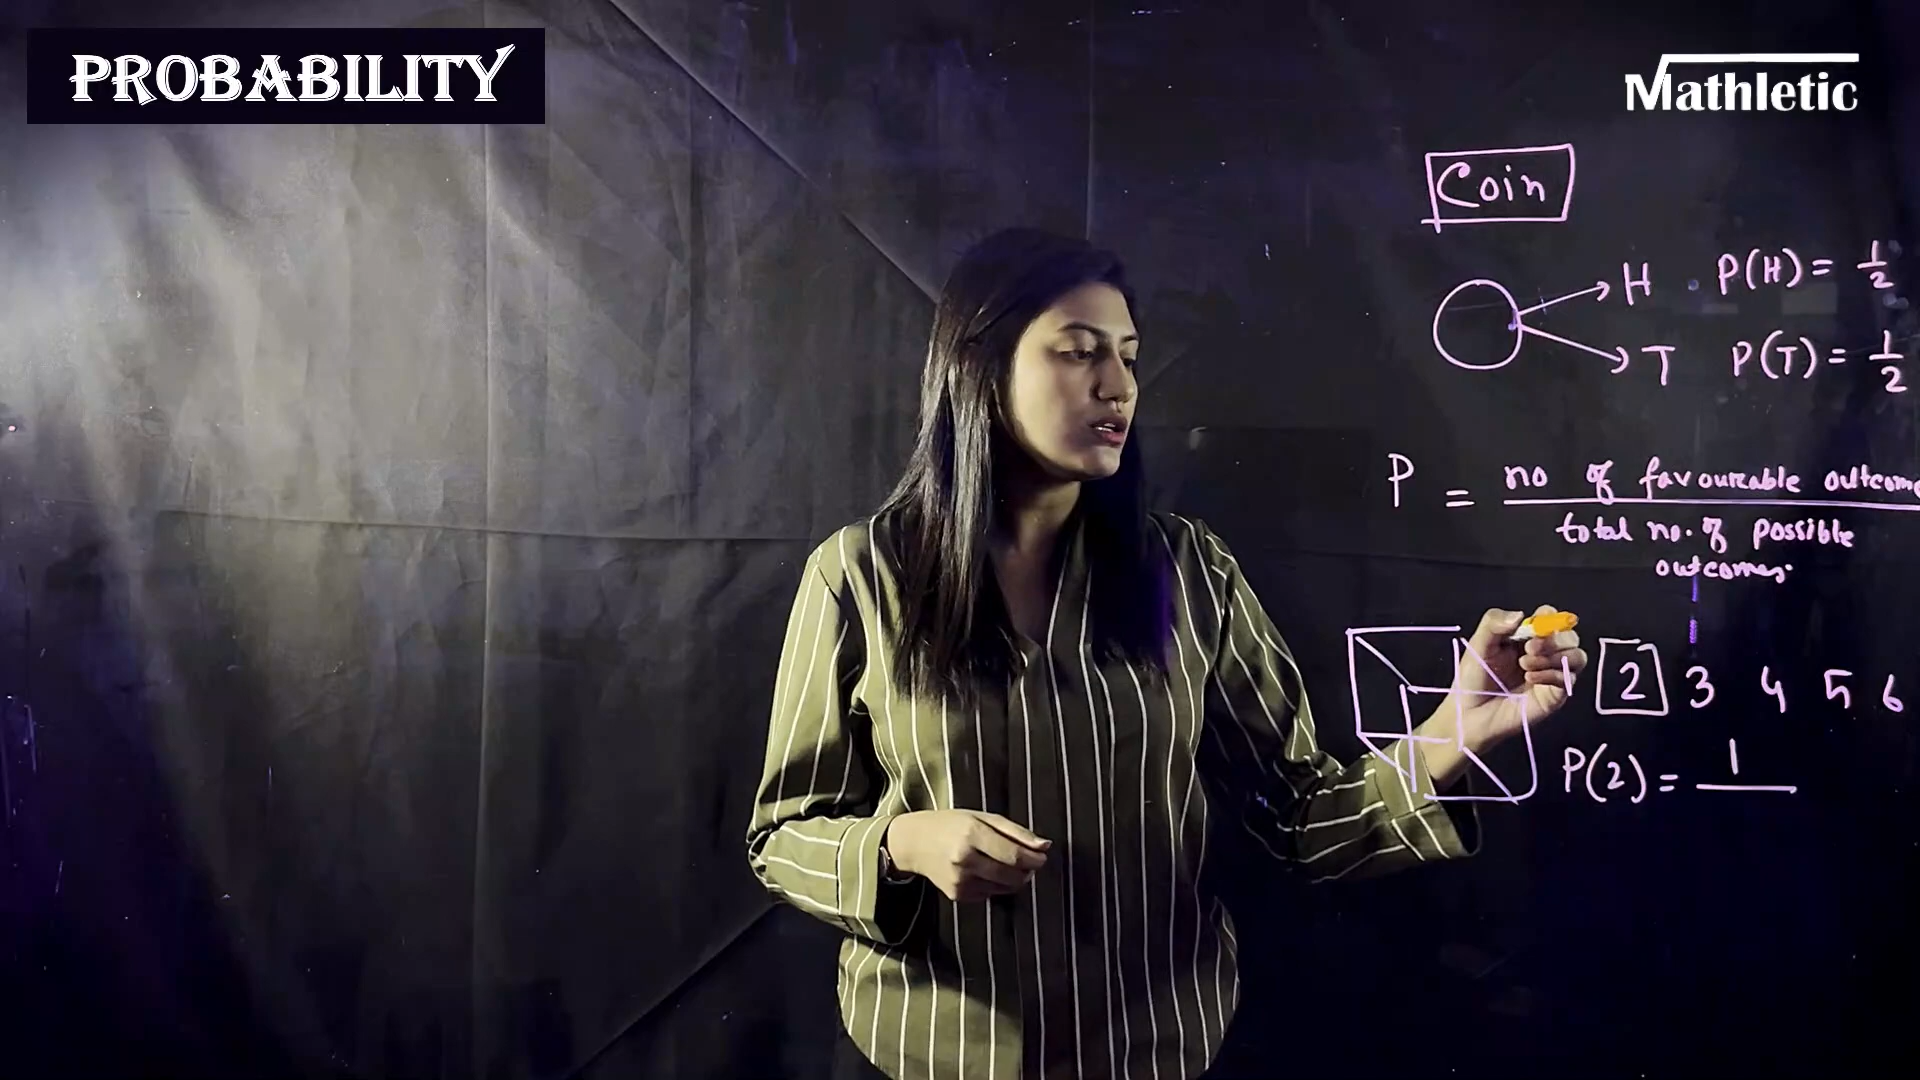 PROBABILITY
Mathletic
Coin
H P(H) = 1/2
T P(T) = 1/2
P = no of favourable outcome
total no. of possible
outcomes.
1 2 3 4 5 6
P(2) = 1